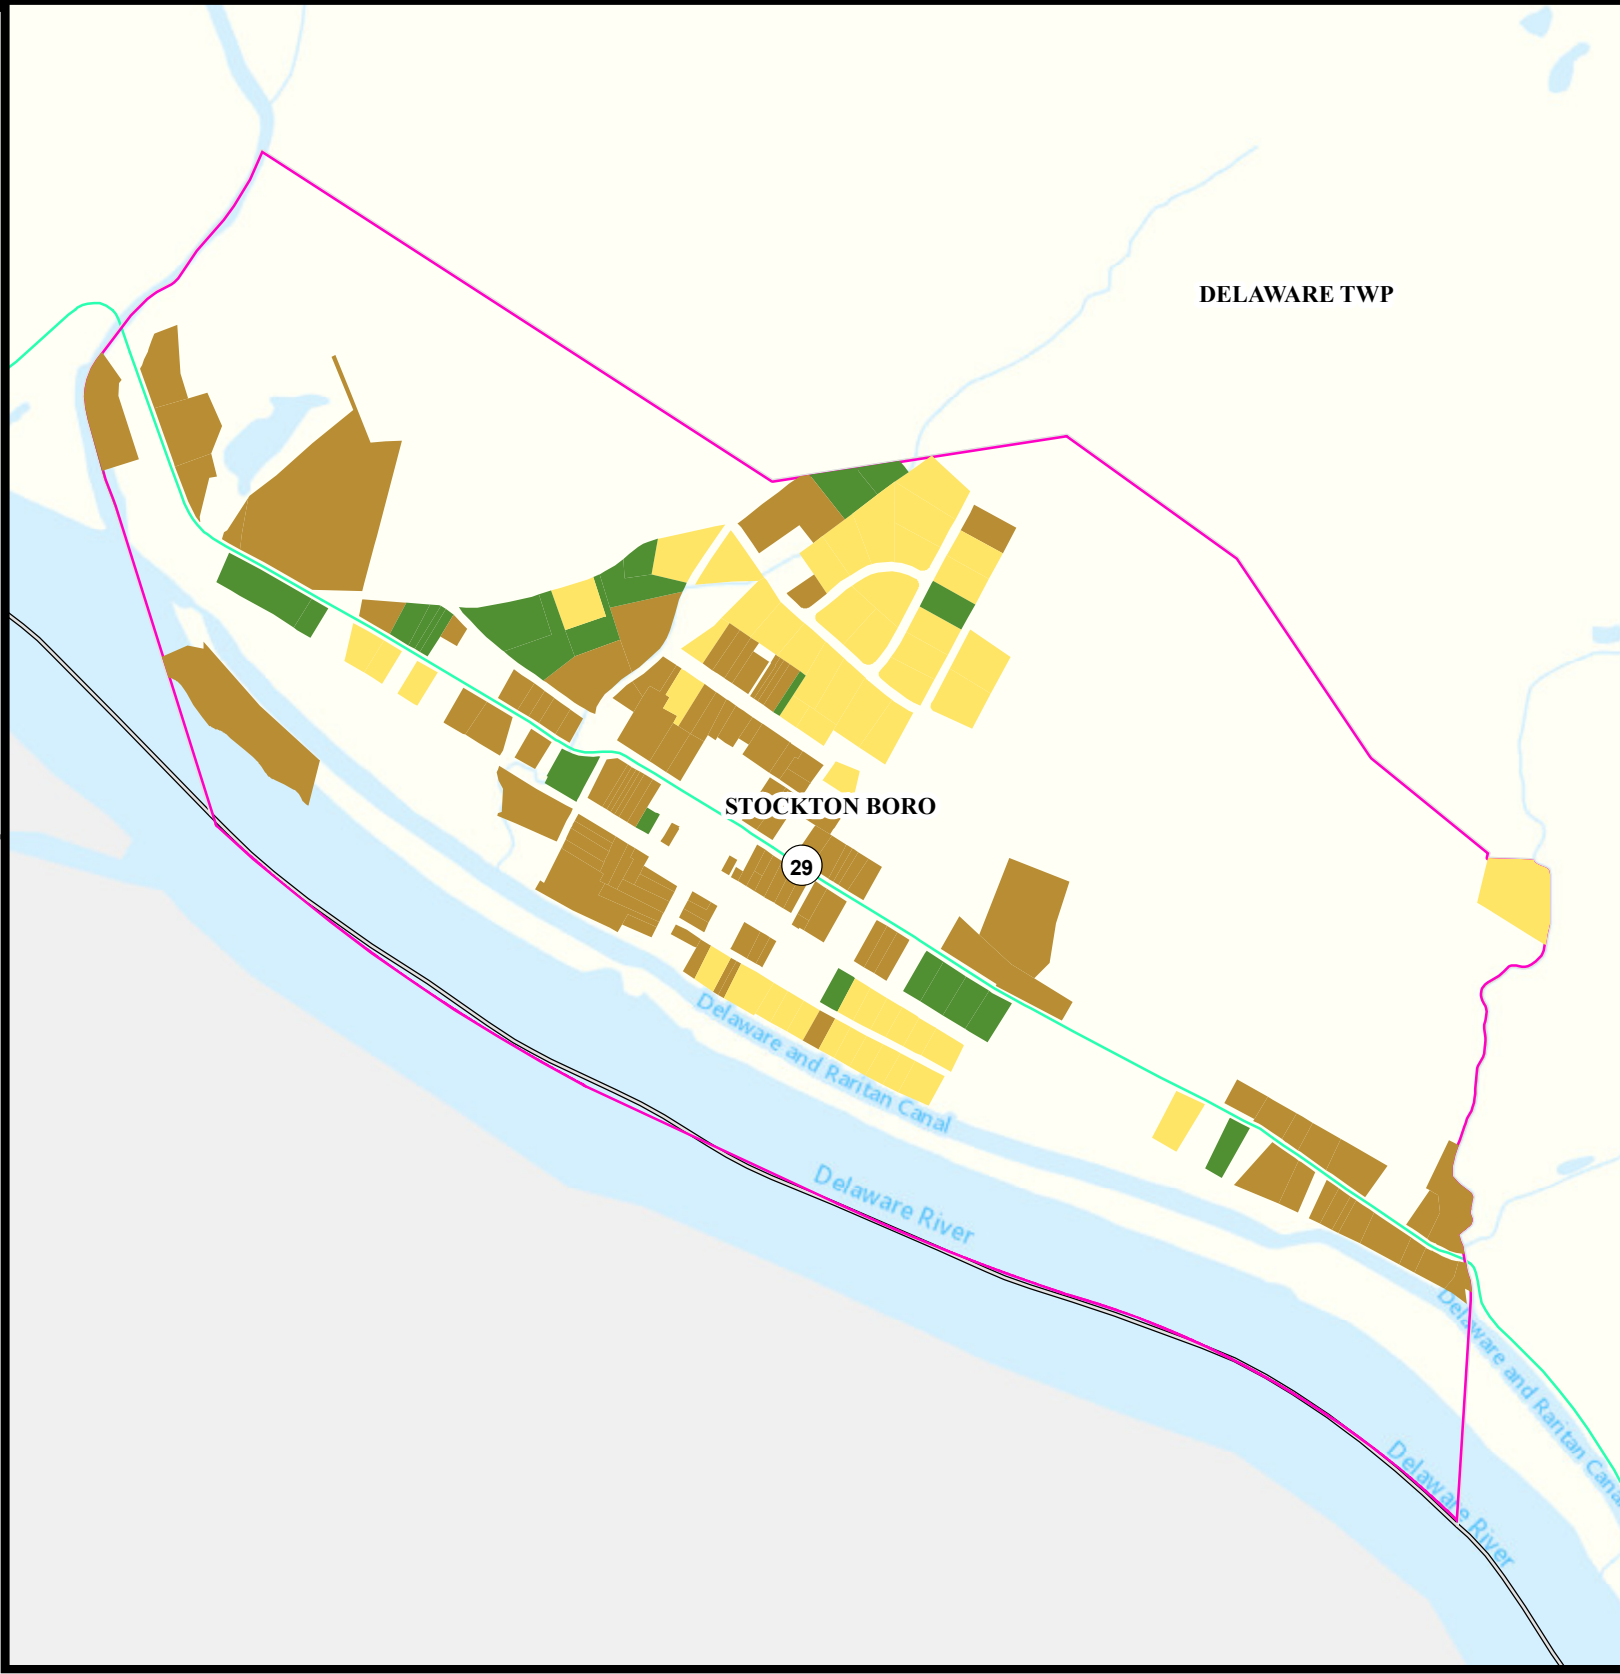 DELAWARE TWP
STOCKTON BORO
29
Delaware and Raritan Canal
Delaware River
Delaware and Raritan Canal
Delaware River